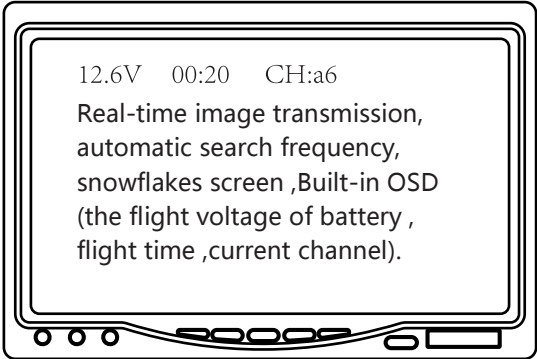 12.6V 00:20 CH:a6
Real-time image transmission,
automatic search frequency,
snowflakes screen ,Built-in OSD
(the flight voltage of battery ,
flight time ,current channel).